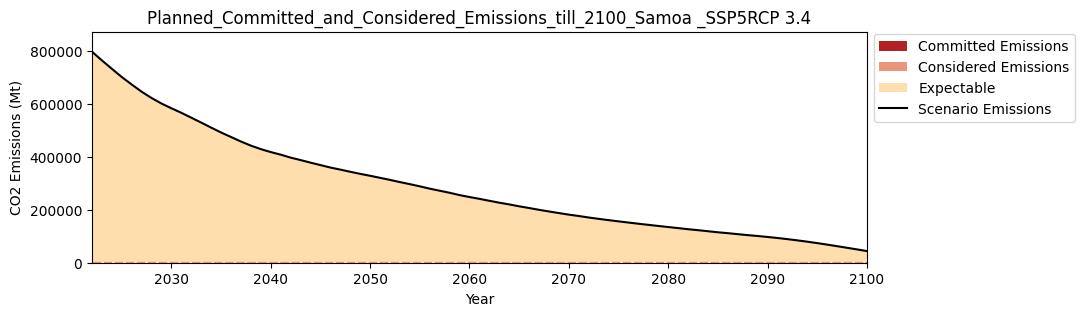 Planned_Committed_and_Considered_Emissions_till_2100_Samoa _SSP5RCP 3.4
Committed Emissions
Considered Emissions
Expectable
Scenario Emissions
CO2 Emissions (Mt)
800000
600000
400000
200000
0
2030 2040 2050 2060 2070 2080 2090 2100
Year